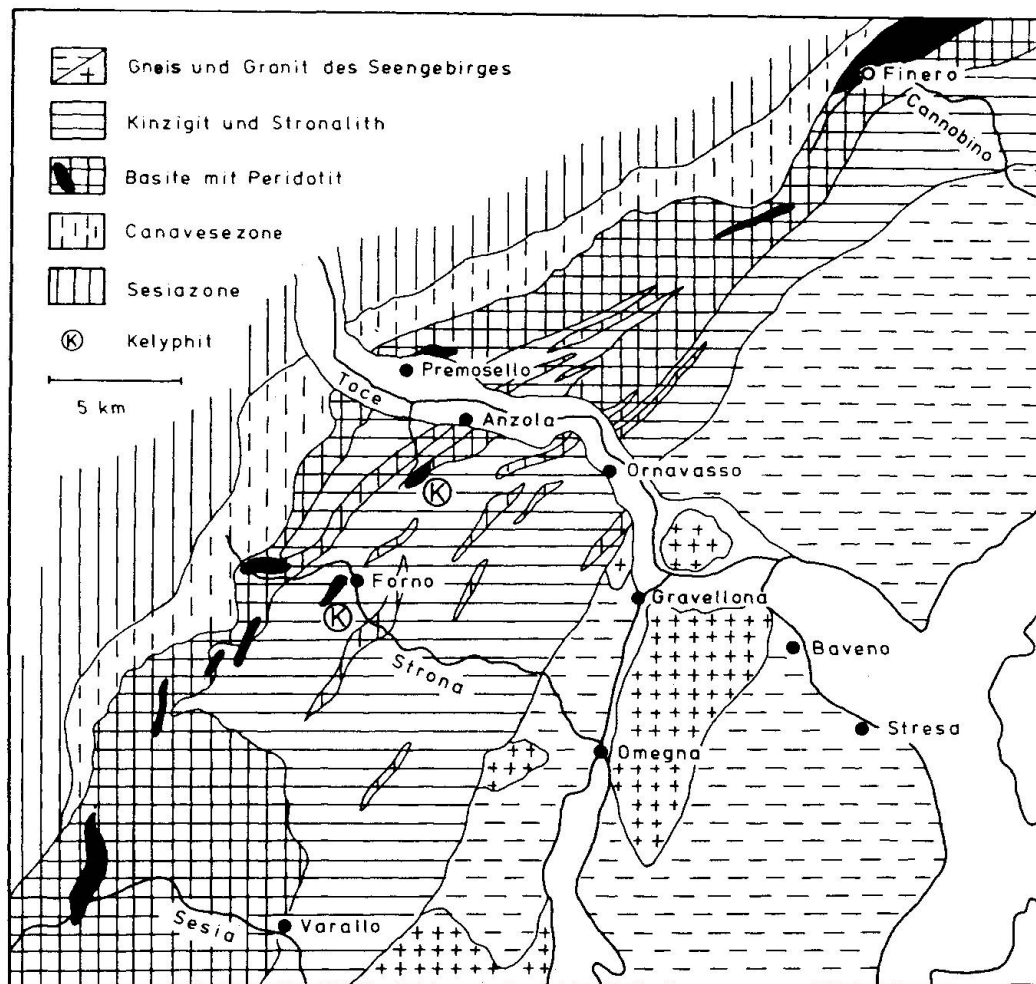 Gneis und Granit des Seengebirges
Kinzigit und Stronalith
Basite mit Peridotit
Canavesezone
Sesiazone
K Kelyphit
5 km
Finero
Cannobino
Premosello
Toce
Anzola
Ornavasso
K
Forno
K
Gravellona
Baveno
Strona
Stresa
Omegna
Sesia
Varallo